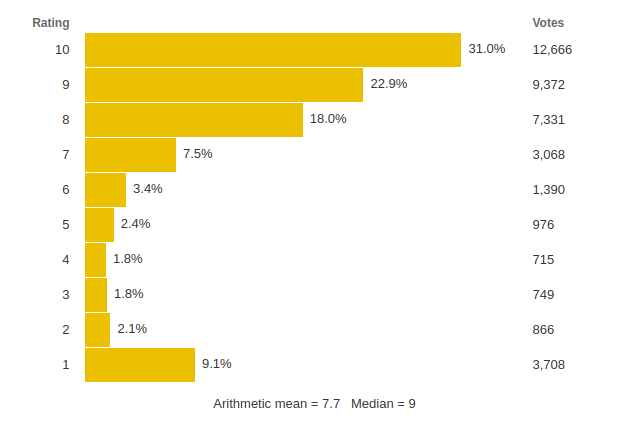 Rating Votes
10 31.0% 12,666
9 22.9% 9,372
8 18.0% 7,331
7 7.5% 3,068
6 3.4% 1,390
5 2.4% 976
4 1.8% 715
3 1.8% 749
2 2.1% 866
1 9.1% 3,708
Arithmetic mean = 7.7 Median = 9